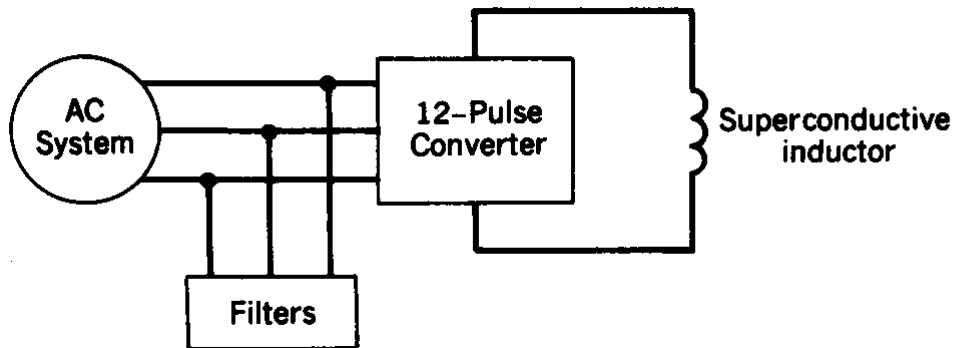 AC
System
12-Pulse
Converter
Superconductive
inductor
Filters